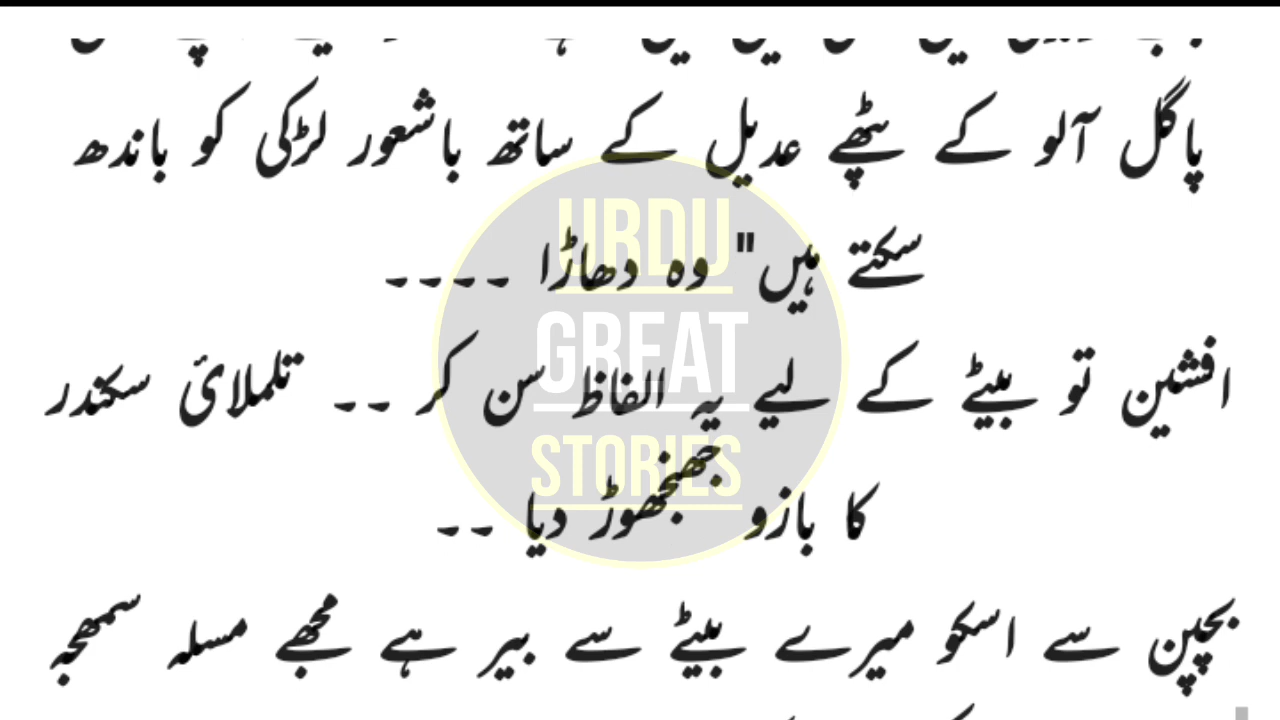 پاگل آلو کے پٹھے عدیل کے ساتھ باشعور لڑکی کو باندھ
سکتے ہیں" وہ دھاڑا ۔۔۔۔
افشین تو بیٹے کے لیے یہ الفاظ سن کر ۔۔ تلملائ سکندر
کا بازو جھنجھوڑ دیا ۔۔
بچپن سے اسکو میرے بیٹے سے بیر ہے مجھے مسلہ سمھجہ
URDU
GREAT
STORIES